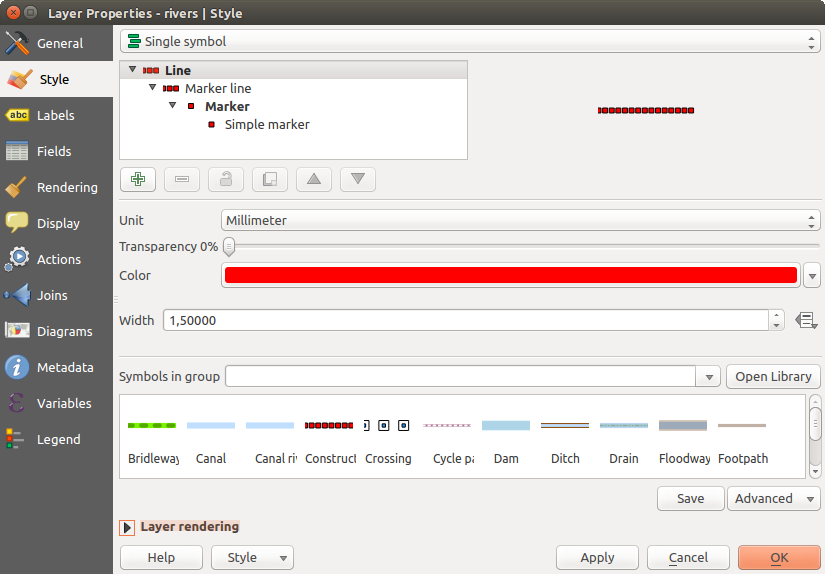 Layer Properties - rivers | Style
General
Style
Labels
Fields
Rendering
Display
Actions
Joins
Diagrams
Metadata
Variables
Legend
abc
Single symbol
Line
Marker line
Marker
Simple marker
Unit
Millimeter
Transparency 0%
Color
Width
1,50000
Symbols in group
Open Library
Bridleway Canal Canal riv Construct Crossing Cycle pa Dam Ditch Drain Floodway Footpath
Save
Advanced
Layer rendering
Help
Style
Apply
Cancel
OK